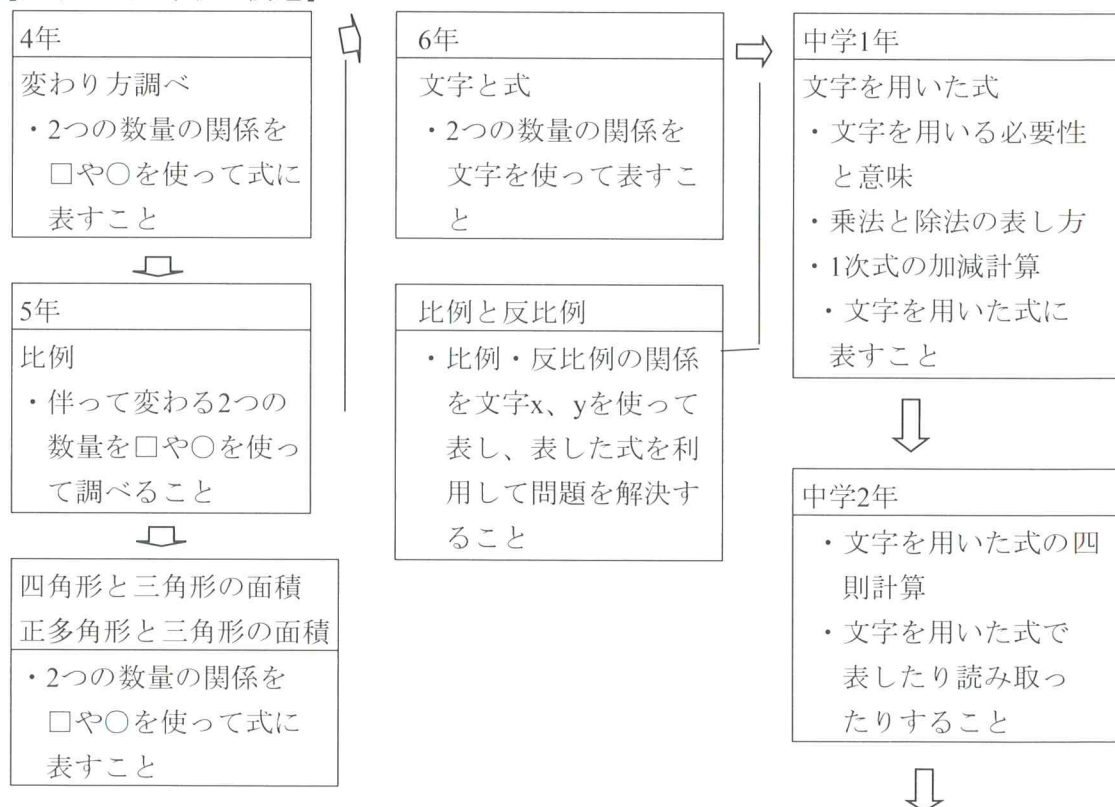 4年
変わり方調べ
・2つの数量の関係を
□や○を使って式に
表すこと
5年
比例
・伴って変わる2つの
数量を□や○を使っ
て調べること
四角形と三角形の面積
正多角形と三角形の面積
・2つの数量の関係を
□や○を使って式に
表すこと
6年
文字と式
・2つの数量の関係を
文字を使って表すこ
と
比例と反比例
・比例・反比例の関係
を文字x、yを使って
表し、表した式を利
用して問題を解決す
ること
中学1年
文字を用いた式
・文字を用いる必要性
と意味
・乗法と除法の表し方
・1次式の加減計算
・文字を用いた式に
表すこと
中学2年
・文字を用いた式の四
則計算
・文字を用いた式で
表したり読み取っ
たりすること